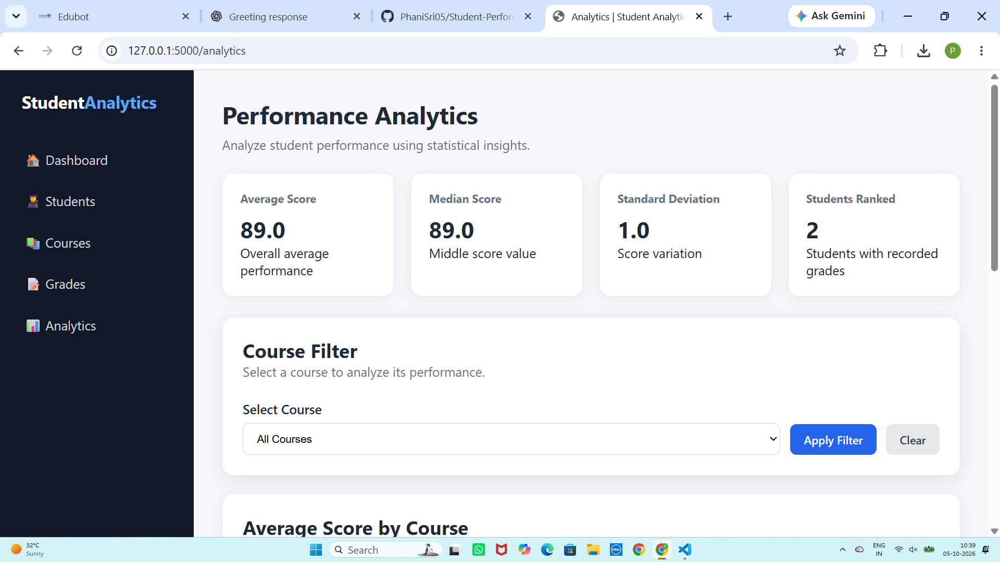 Edubot
Greeting response
PhaniSri05/Student-Perfor
Analytics | Student Analytic
Ask Gemini
127.0.0.1:5000/analytics
P
StudentAnalytics
Dashboard
Students
Courses
Grades
Analytics
Performance Analytics
Analyze student performance using statistical insights.
Average Score
89.0
Overall average
performance
Median Score
89.0
Middle score value
Standard Deviation
1.0
Score variation
Students Ranked
2
Students with recorded
grades
Course Filter
Select a course to analyze its performance.
Select Course
All Courses
Apply Filter
Clear
Average Score by Course
32°C
Sunny
Search
DELL
ENG
IN
10:39
05-10-2026